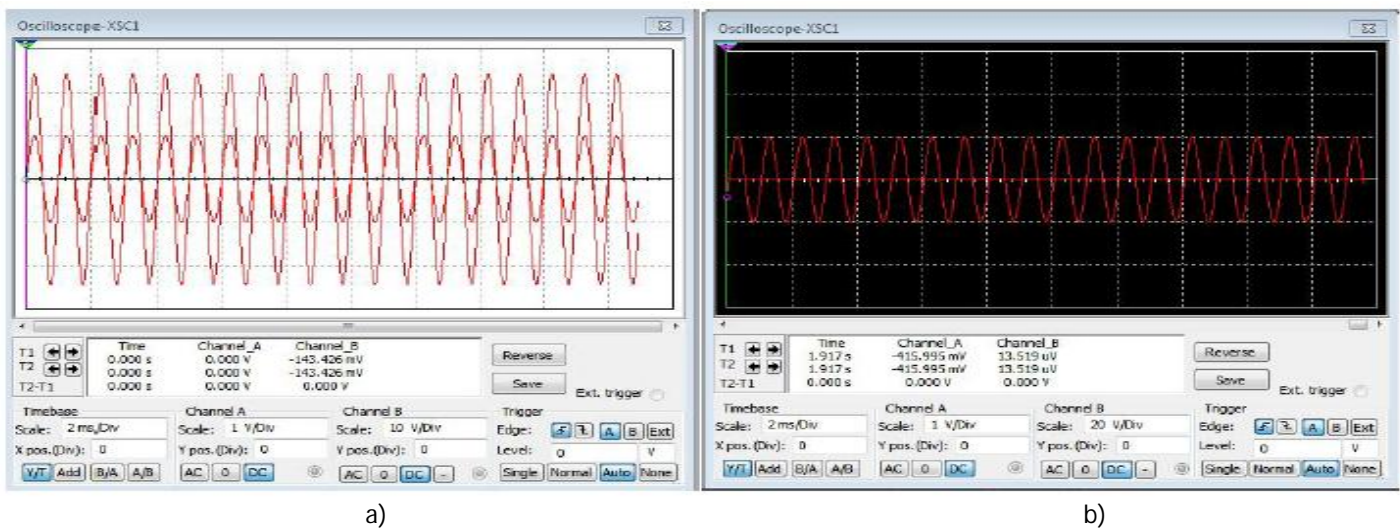 Oscilloscope-XSC1
T1
T2
T2-T1
Time Channel_A Channel_B
0.000 s 0.000 V -143.426 mV
0.000 s 0.000 V -143.426 mV
0.000 s 0.000 V 0.000 V
Reverse
Save
Ext. trigger
Timebase
Scale: 2 ms/Div
X pos.(Div): 0
Y/T Add B/A A/B
Channel A
Scale: 1 V/Div
Y pos.(Div): 0
AC 0 DC
Channel B
Scale: 10 V/Div
Y pos.(Div): 0
AC 0 DC -
Trigger
Edge: A B Ext
Level: 0 V
Single Normal Auto None
a)
Oscilloscope-XSC1
T1
T2
T2-T1
Time Channel_A Channel_B
1.917 s -415.995 mV 13.519 uV
1.917 s -415.995 mV 13.519 uV
0.000 s 0.000 V 0.000 V
Reverse
Save
Ext. trigger
Timebase
Scale: 2 ms/Div
X pos.(Div): 0
Y/T Add B/A A/B
Channel A
Scale: 1 V/Div
Y pos.(Div): 0
AC 0 DC
Channel B
Scale: 20 V/Div
Y pos.(Div): 0
AC 0 DC -
Trigger
Edge: A B Ext
Level: 0 V
Single Normal Auto None
b)